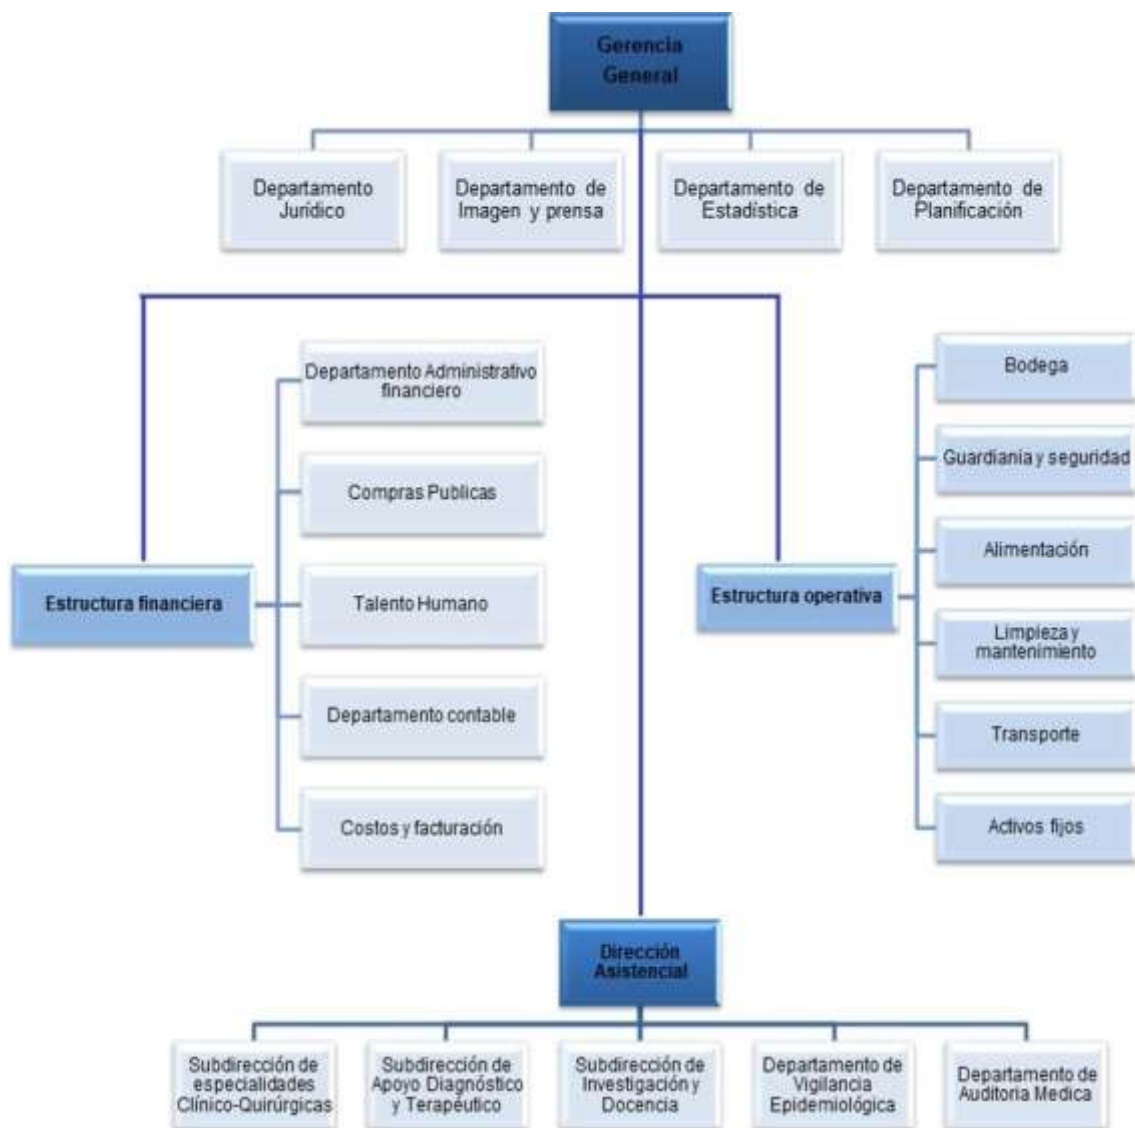 Gerencia
General
Departamento
Jurídico
Departamento de
Imagen y prensa
Departamento de
Estadística
Departamento de
Planificación
Departamento Administrativo
financiero
Compras Publicas
Estructura financiera
Talento Humano
Departamento contable
Costos y facturación
Bodega
Guardiania y seguridad
Alimentación
Estructura operativa
Limpieza y
mantenimiento
Transporte
Activos fijos
Dirección
Asistencial
Subdirección de
especialidades
Clínico-Quirúrgicas
Subdirección de
Apoyo Diagnóstico
y Terapéutico
Subdirección de
Investigación y
Docencia
Departamento de
Vigilancia
Epidemiológica
Departamento de
Auditoria Medica